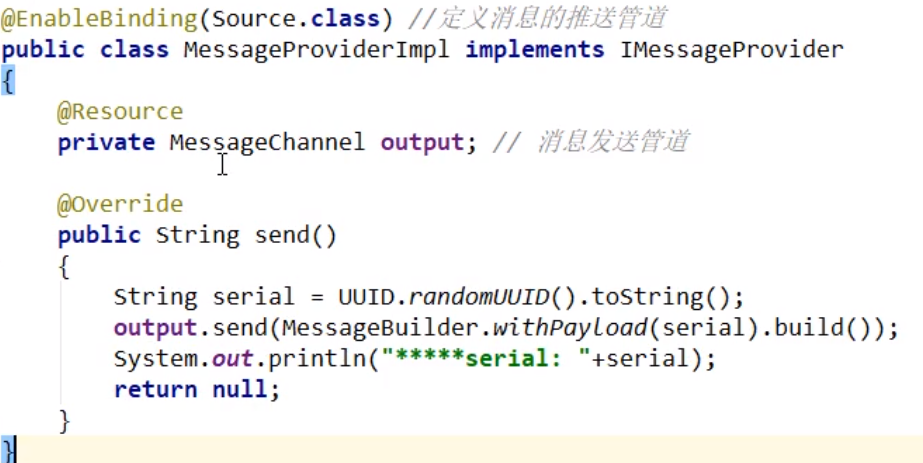 @EnableBinding(Source.class) //定义消息的推送管道
public class MessageProviderImpl implements IMessageProvider
{
@Resource
private MessageChannel output; // 消息发送管道
@Override
public String send()
{
String serial = UUID.randomUUID().toString();
output.send(MessageBuilder.withPayload(serial).build());
System.out.println("*****serial: "+serial);
return null;
}
}